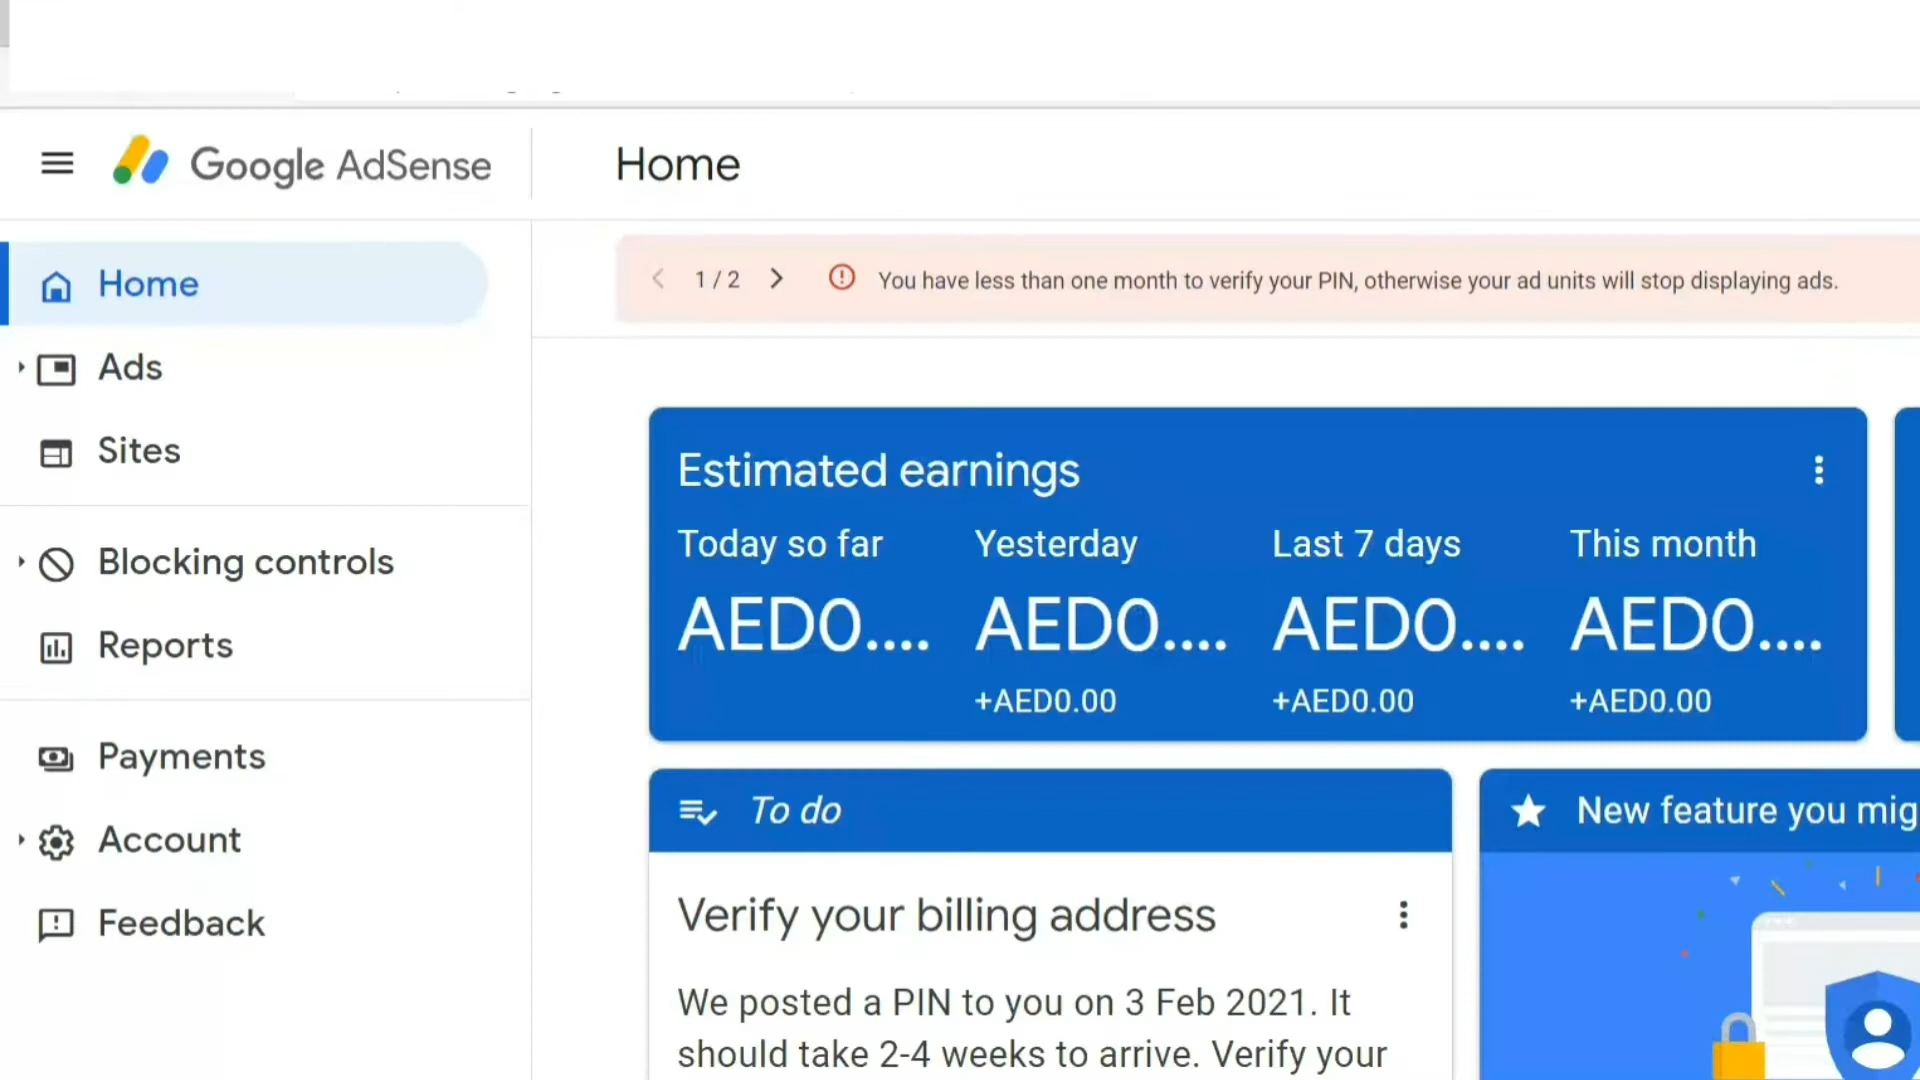 Google AdSense
Home
Home
Ads
Sites
Blocking controls
Reports
Payments
Account
Feedback
1 / 2
You have less than one month to verify your PIN, otherwise your ad units will stop displaying ads.
Estimated earnings
Today so far Yesterday Last 7 days This month
AED0.... AED0.... AED0.... AED0....
+AED0.00 +AED0.00 +AED0.00
To do
Verify your billing address
We posted a PIN to you on 3 Feb 2021. It
should take 2-4 weeks to arrive. Verify your
New feature you mig